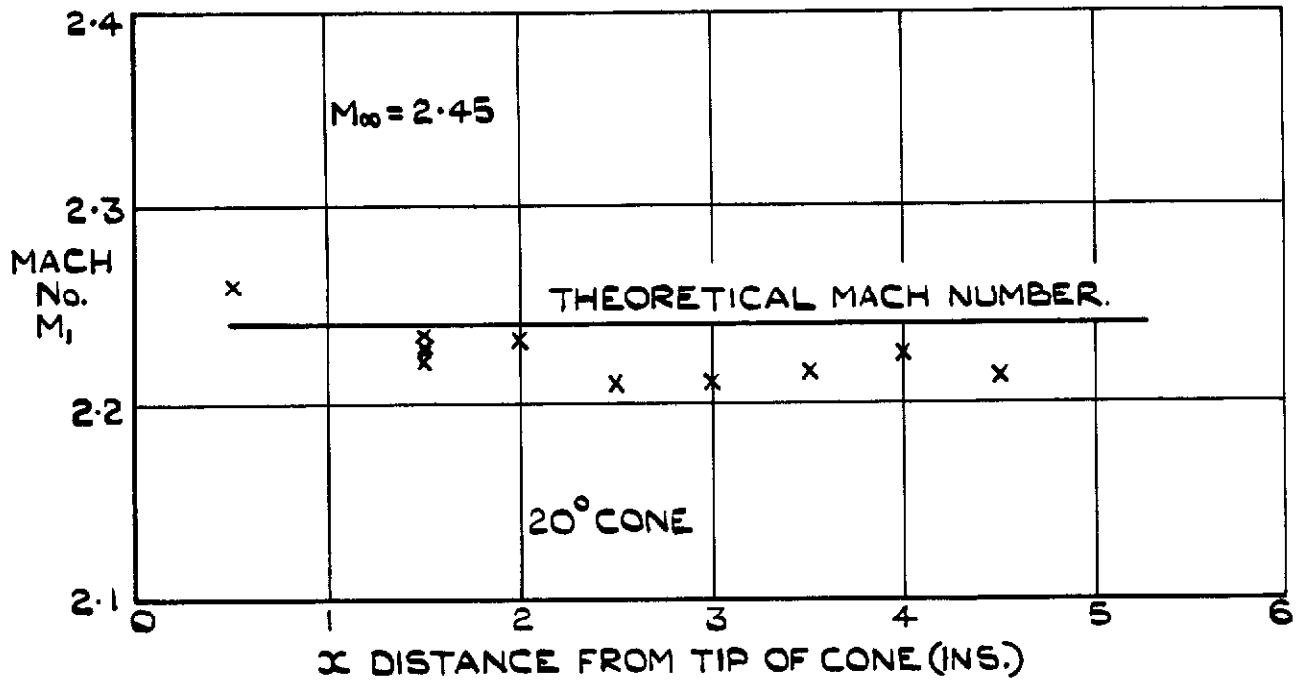 2·4
M∞ = 2·45
2·3
MACH
No.
M₁
THEORETICAL MACH NUMBER.
2·2
20° CONE
2·1
0 1 2 3 4 5 6
x DISTANCE FROM TIP OF CONE (INS.)